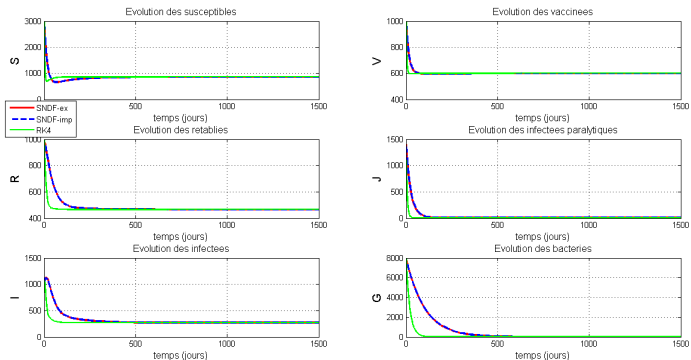 Evolution des susceptibles
S
3000
2000
1000
0
0 500 1000 1500
temps (jours)
Evolution des vaccinees
V
1000
900
800
700
600
500
0 500 1000 1500
temps (jours)
SNDF-ex
SNDF-imp
RK4
Evolution des retablies
R
1000
800
600
400
0 500 1000 1500
temps (jours)
Evolution des infectees paralytiques
J
1500
1000
500
0
0 500 1000 1500
temps (jours)
Evolution des infectees
I
1500
1000
500
0
0 500 1000 1500
temps (jours)
Evolution des bacteries
G
8000
6000
4000
2000
0
0 500 1000 1500
temps (jours)